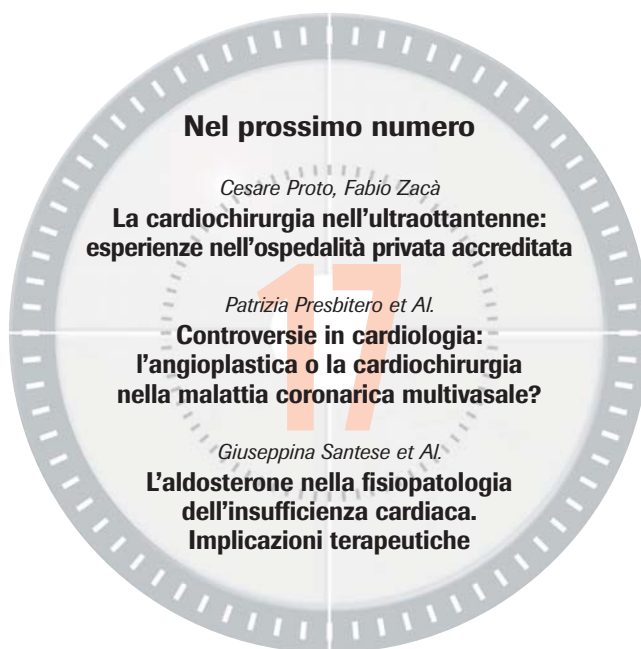 Nel prossimo numero
Cesare Proto, Fabio Zacà
La cardiochirurgia nell'ultraottantenne:
esperienze nell'ospedalità privata accreditata
17
Patrizia Presbitero et Al.
Controversie in cardiologia:
l'angioplastica o la cardiochirurgia
nella malattia coronarica multivasale?
Giuseppina Santese et Al.
L'aldosterone nella fisiopatologia
dell'insufficienza cardiaca.
Implicazioni terapeutiche